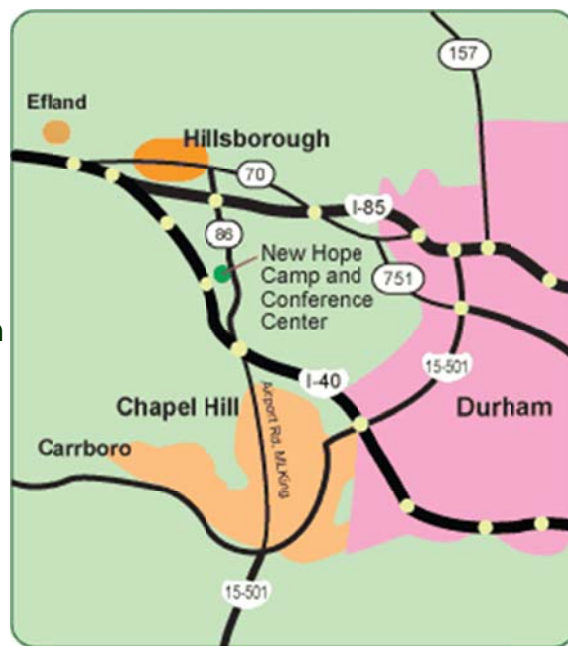 157
Efland
Hillsborough
70
I-85
86
New Hope
Camp and
Conference
Center
751
15-501
I-40
Chapel Hill
Airport Rd. MLKing
Durham
Carrboro
15-501